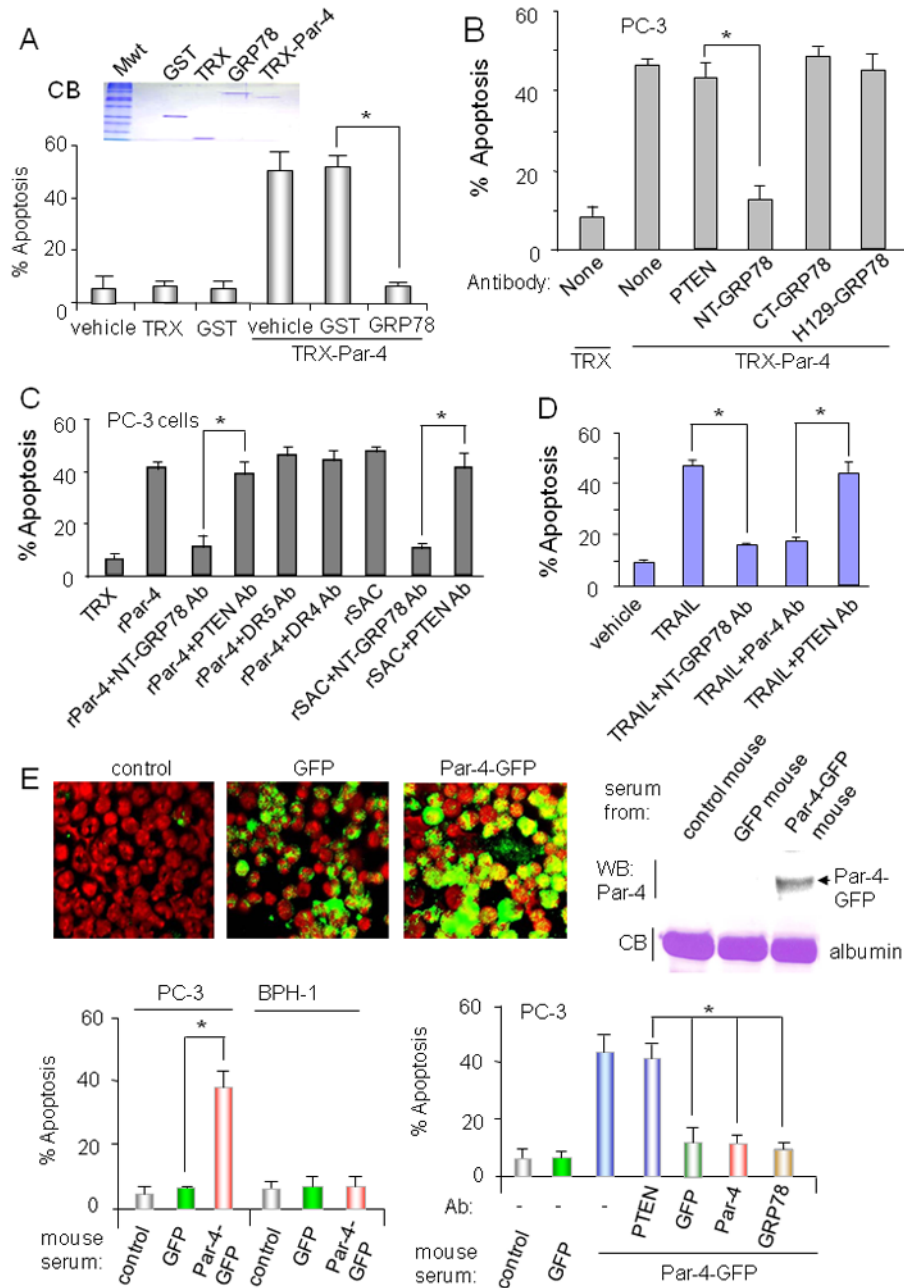 A
Mwt
GST
TRX
GRP78
TRX-Par-4
CB
*
% Apoptosis
60
40
20
0
vehicle
TRX
GST
vehicle
GST
GRP78
TRX-Par-4
B
PC-3
*
% Apoptosis
60
40
20
0
Antibody:
None
None
PTEN
NT-GRP78
CT-GRP78
H129-GRP78
TRX
TRX-Par-4
C
PC-3 cells
*
*
% Apoptosis
60
40
20
0
TRX
rPar-4
rPar-4+NT-GRP78 Ab
rPar-4+PTEN Ab
rPar-4+DR5 Ab
rPar-4+DR4 Ab
rSAC
rSAC+NT-GRP78 Ab
rSAC+PTEN Ab
D
*
*
% Apoptosis
60
40
20
0
vehicle
TRAIL
TRAIL+NT-GRP78 Ab
TRAIL+Par-4 Ab
TRAIL+PTEN Ab
E
control
GFP
Par-4-GFP
serum
from:
control mouse
GFP mouse
Par-4-GFP
mouse
WB:
Par-4
Par-4-
GFP
CB
albumin
PC-3
BPH-1
*
% Apoptosis
60
40
20
0
mouse
serum:
control
GFP
Par-4-
GFP
control
GFP
Par-4-
GFP
PC-3
*
% Apoptosis
60
40
20
0
Ab:
-
-
-
PTEN
GFP
Par-4
GRP78
mouse
serum:
control
GFP
Par-4-GFP